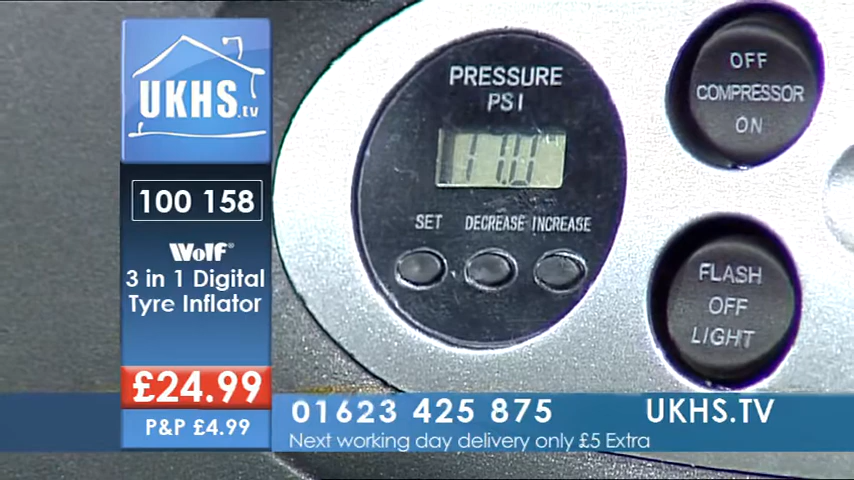 UKHS.tv
100 158
Wolf®
3 in 1 Digital
Tyre Inflator
£24.99
P&P £4.99
PRESSURE
PSI
SET DECREASE INCREASE
OFF
COMPRESSOR
ON
FLASH
OFF
LIGHT
01623 425 875
UKHS.TV
Next working day delivery only £5 Extra